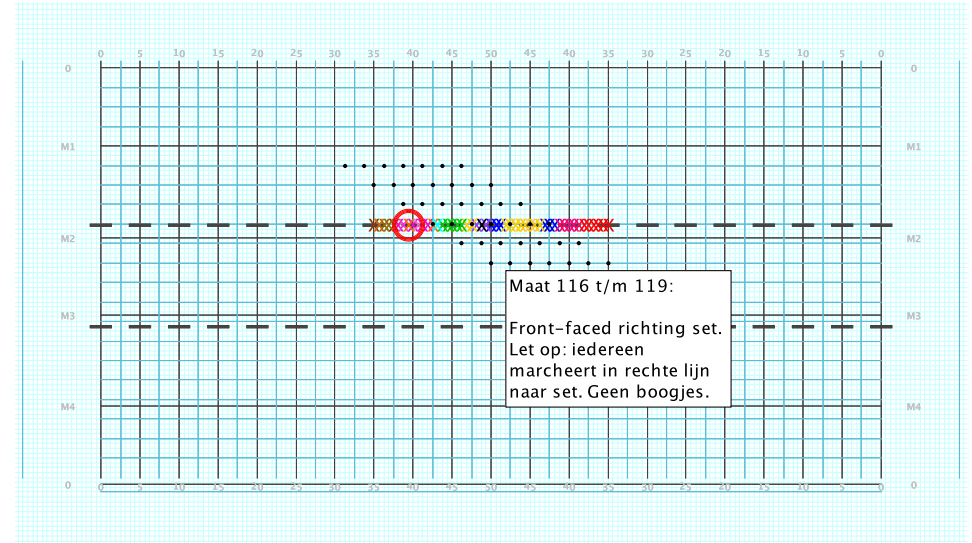 0 5 10 15 20 25 30 35 40 45 50 45 40 35 30 25 20 15 10 5 0
0 0
M1 M1
M2 M2
Maat 116 t/m 119:
M3 M3
Front-faced richting set.
Let op: iedereen
marcheert in rechte lijn
naar set. Geen boogjes.
M4 M4
0 0
0 5 10 15 20 25 30 35 40 45 50 45 40 35 30 25 20 15 10 5 0